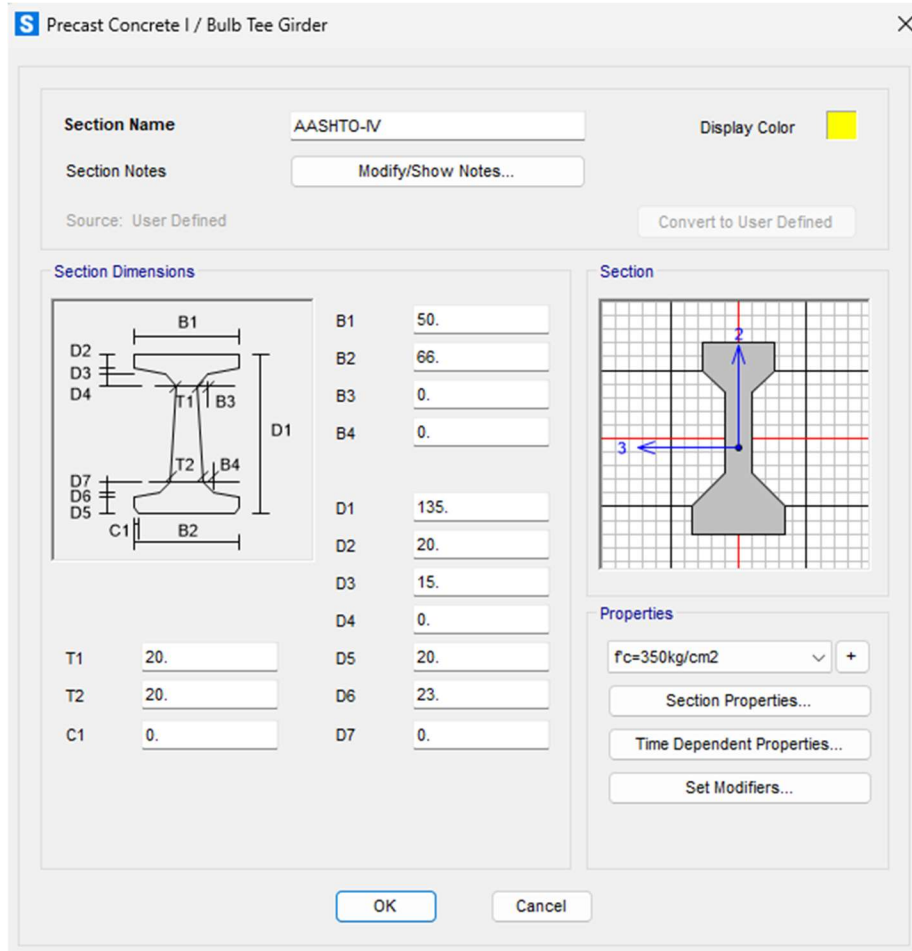 S Precast Concrete I / Bulb Tee Girder
Section Name AASHTO-IV Display Color
Section Notes Modify/Show Notes...
Source: User Defined Convert to User Defined
Section Dimensions
B1
D2
D3
D4
T1 B3
D1
T2 B4
D7
D6
D5
C1 B2
B1 50.
B2 66.
B3 0.
B4 0.
D1 135.
D2 20.
D3 15.
D4 0.
T1 20. D5 20.
T2 20. D6 23.
C1 0. D7 0.
Section
2
3
Properties
f'c=350kg/cm2 +
Section Properties...
Time Dependent Properties...
Set Modifiers...
OK Cancel